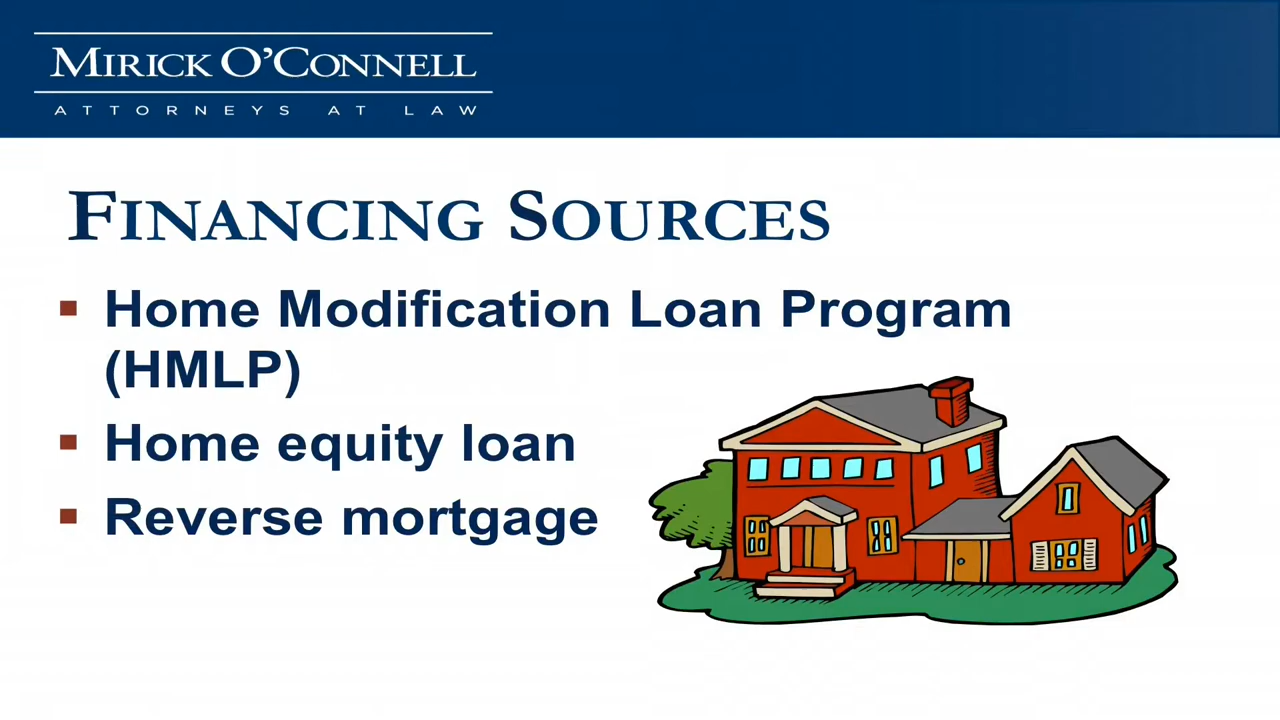 MIRICK O'CONNELL
ATTORNEYS AT LAW
FINANCING SOURCES
▪ Home Modification Loan Program
(HMLP)
▪ Home equity loan
▪ Reverse mortgage